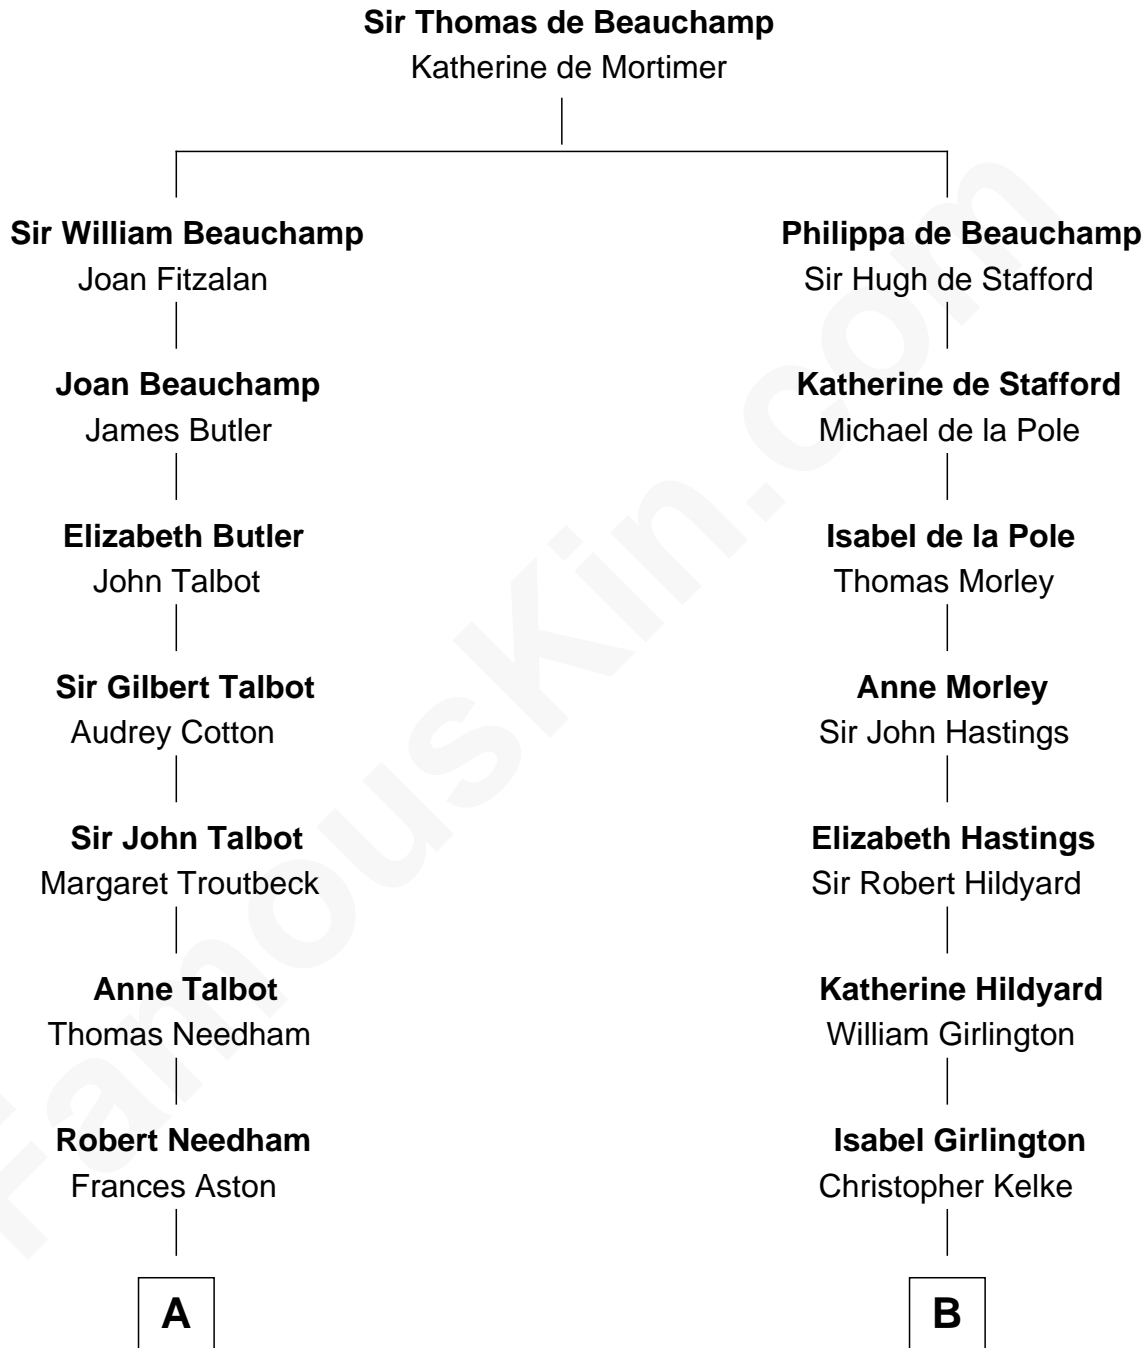 Sir Thomas de Beauchamp
Katherine de Mortimer
Sir William Beauchamp
Joan Fitzalan
Philippa de Beauchamp
Sir Hugh de Stafford
Joan Beauchamp
James Butler
Katherine de Stafford
Michael de la Pole
Elizabeth Butler
John Talbot
Isabel de la Pole
Thomas Morley
Sir Gilbert Talbot
Audrey Cotton
Anne Morley
Sir John Hastings
Sir John Talbot
Margaret Troutbeck
Elizabeth Hastings
Sir Robert Hildyard
Anne Talbot
Thomas Needham
Katherine Hildyard
William Girlington
Robert Needham
Frances Aston
Isabel Girlington
Christopher Kelke
A
B
FamousKin.com